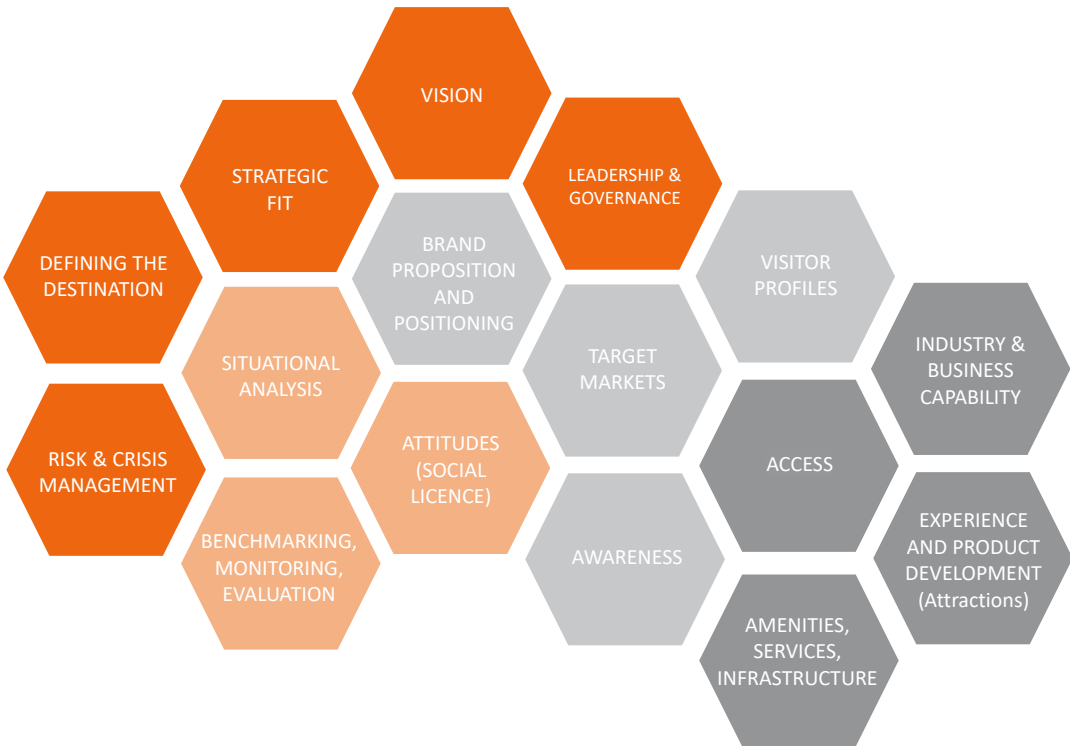 VISION
STRATEGIC
FIT
LEADERSHIP &
GOVERNANCE
DEFINING THE
DESTINATION
BRAND
PROPOSITION
AND
POSITIONING
VISITOR
PROFILES
SITUATIONAL
ANALYSIS
TARGET
MARKETS
INDUSTRY &
BUSINESS
CAPABILITY
RISK & CRISIS
MANAGEMENT
ATTITUDES
(SOCIAL
LICENCE)
ACCESS
BENCHMARKING,
MONITORING,
EVALUATION
AWARENESS
EXPERIENCE
AND PRODUCT
DEVELOPMENT
(Attractions)
AMENITIES,
SERVICES,
INFRASTRUCTURE